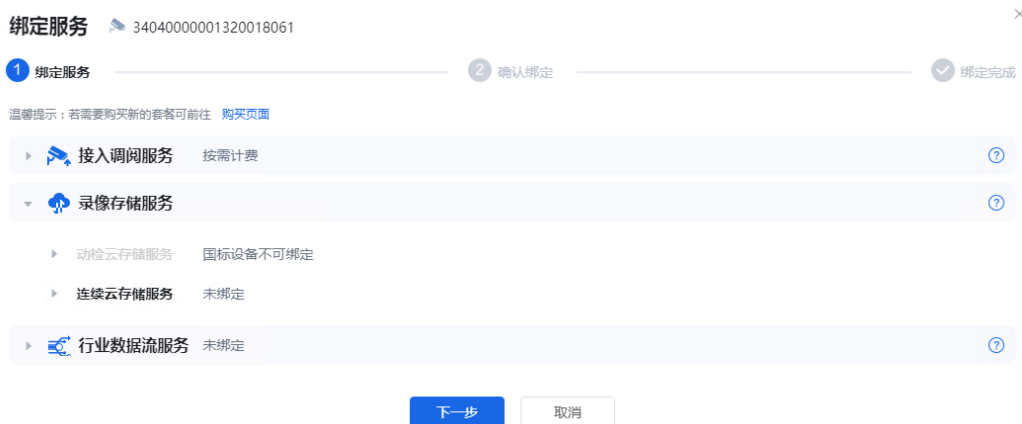 绑定服务 34040000001320018061
1 绑定服务 2 确认绑定 绑定完成
温馨提示：若需要购买新的套餐可前往 购买页面
接入调阅服务 按需计费
录像存储服务
动检云存储服务 国标设备不可绑定
连续云存储服务 未绑定
行业数据流服务 未绑定
下一步 取消